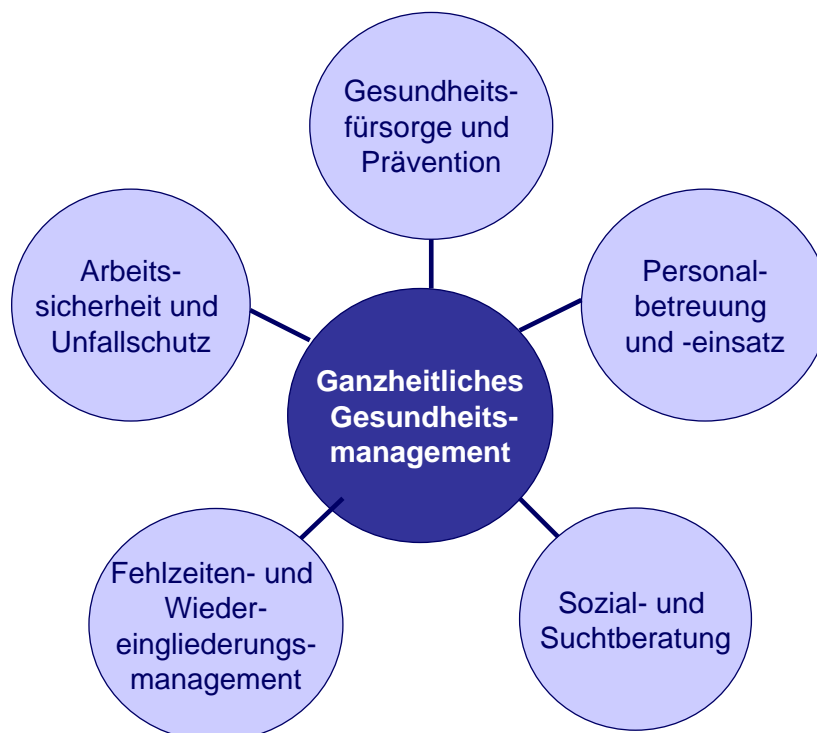 Gesundheits-
fürsorge und
Prävention
Arbeits-
sicherheit und
Unfallschutz
Personal-
betreuung
und -einsatz
Ganzheitliches
Gesundheits-
management
Fehlzeiten- und
Wieder-
eingliederungs-
management
Sozial- und
Suchtberatung